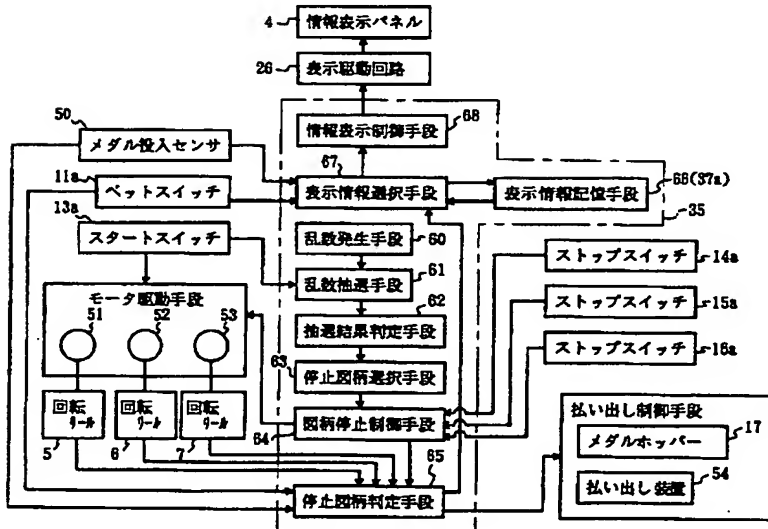 4
情報表示パネル
26
表示駆動回路
50
メダル投入センサ
情報表示制御手段
68
67
11a
ベットスイッチ
表示情報選択手段
表示情報記憶手段
66(37a)
13a
スタートスイッチ
35
乱数発生手段
60
ストップスイッチ
14a
乱数抽選手段
61
モータ駆動手段
51
52
53
62
ストップスイッチ
15a
抽選結果判定手段
63
ストップスイッチ
16a
停止図柄選択手段
回転
リール
回転
リール
回転
リール
5
6
7
64
図柄停止制御手段
65
払い出し制御手段
メダルホッパー
17
停止図柄判定手段
払い出し装置
54